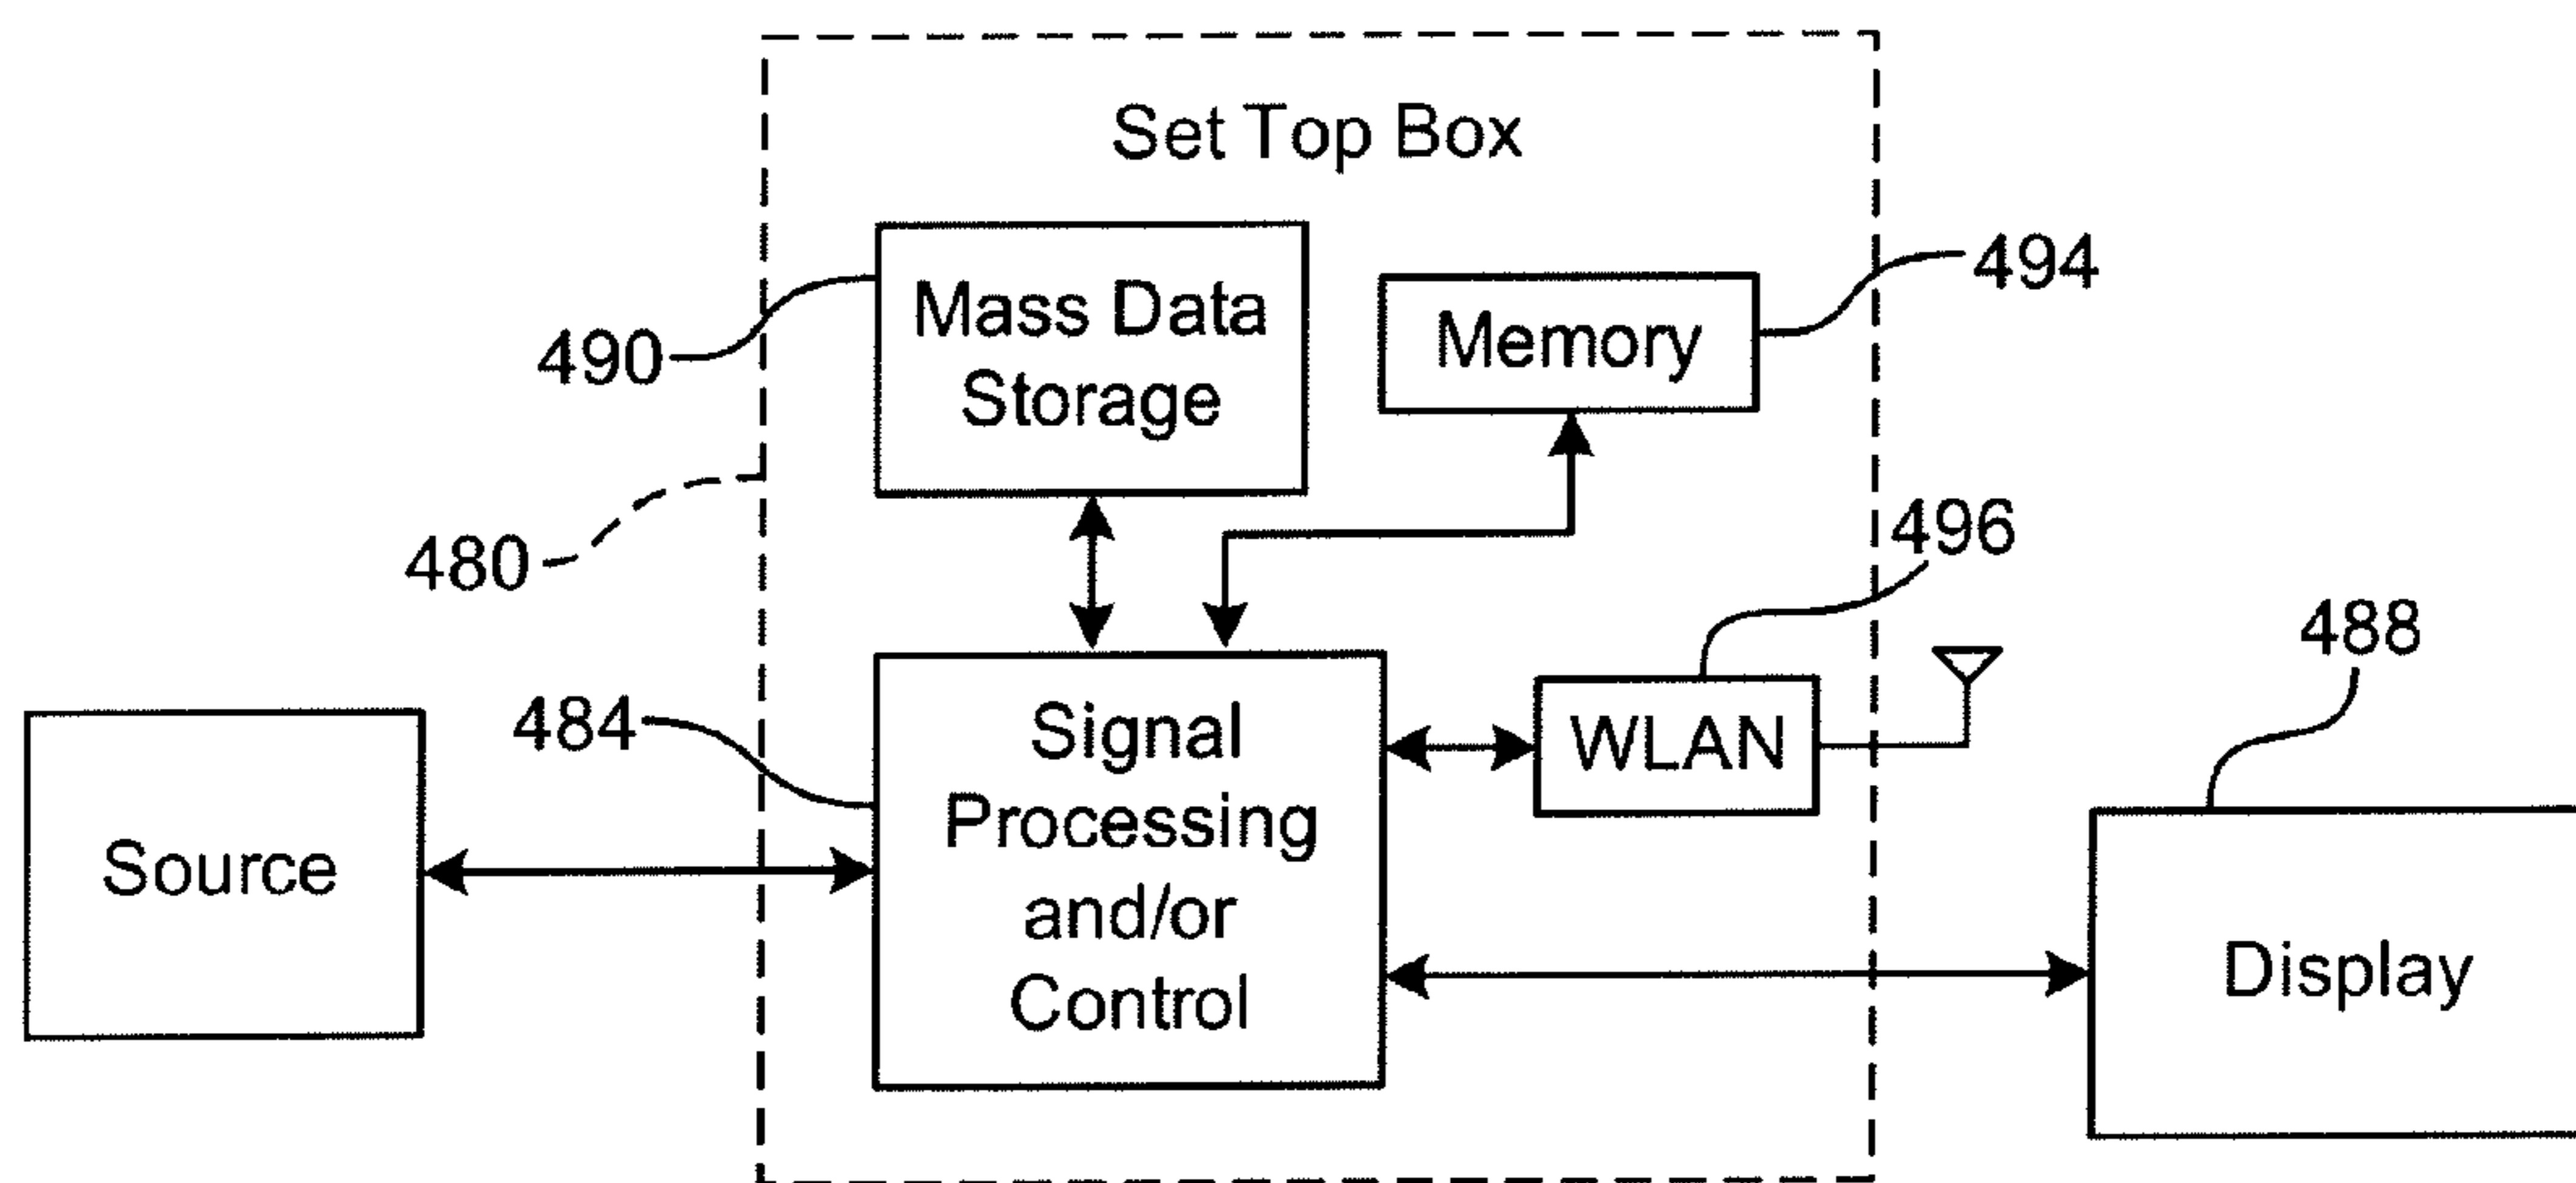 Set Top Box
490
Mass Data
Storage
Memory
494
480
496
488
484
Source
Signal
Processing
and/or
Control
WLAN
Display